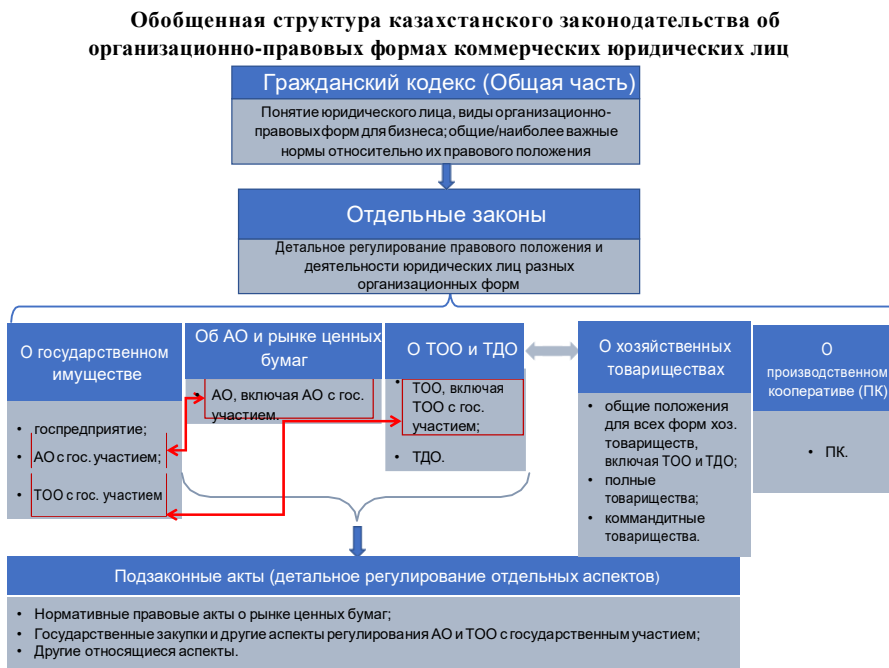 Обобщенная структура казахстанского законодательства об
организационно-правовых формах коммерческих юридических лиц
Гражданский кодекс (Общая часть)
Понятие юридического лица, виды организационно-
правовых форм для бизнеса; общие/наиболее важные
нормы относительно их правового положения
Отдельные законы
Детальное регулирование правового положения и
деятельности юридических лиц разных
организационных форм
О государственном
имуществе
• госпредприятие;
• АО с гос. участием;
• ТОО с гос. участием
Об АО и рынке ценных
бумаг
• АО, включая АО с гос.
участием.
О ТОО и ТДО
• ТОО, включая
ТОО с гос.
участием;
• ТДО.
О хозяйственных
товариществах
• общие положения
для всех форм хоз.
товариществ,
включая ТОО и ТДО;
• полные
товарищества;
• коммандитные
товарищества.
О
производственном
кооперативе (ПК)
• ПК.
Подзаконные акты (детальное регулирование отдельных аспектов)
• Нормативные правовые акты о рынке ценных бумаг;
• Государственные закупки и другие аспекты регулирования АО и ТОО с государственным участием;
• Другие относящиеся аспекты.